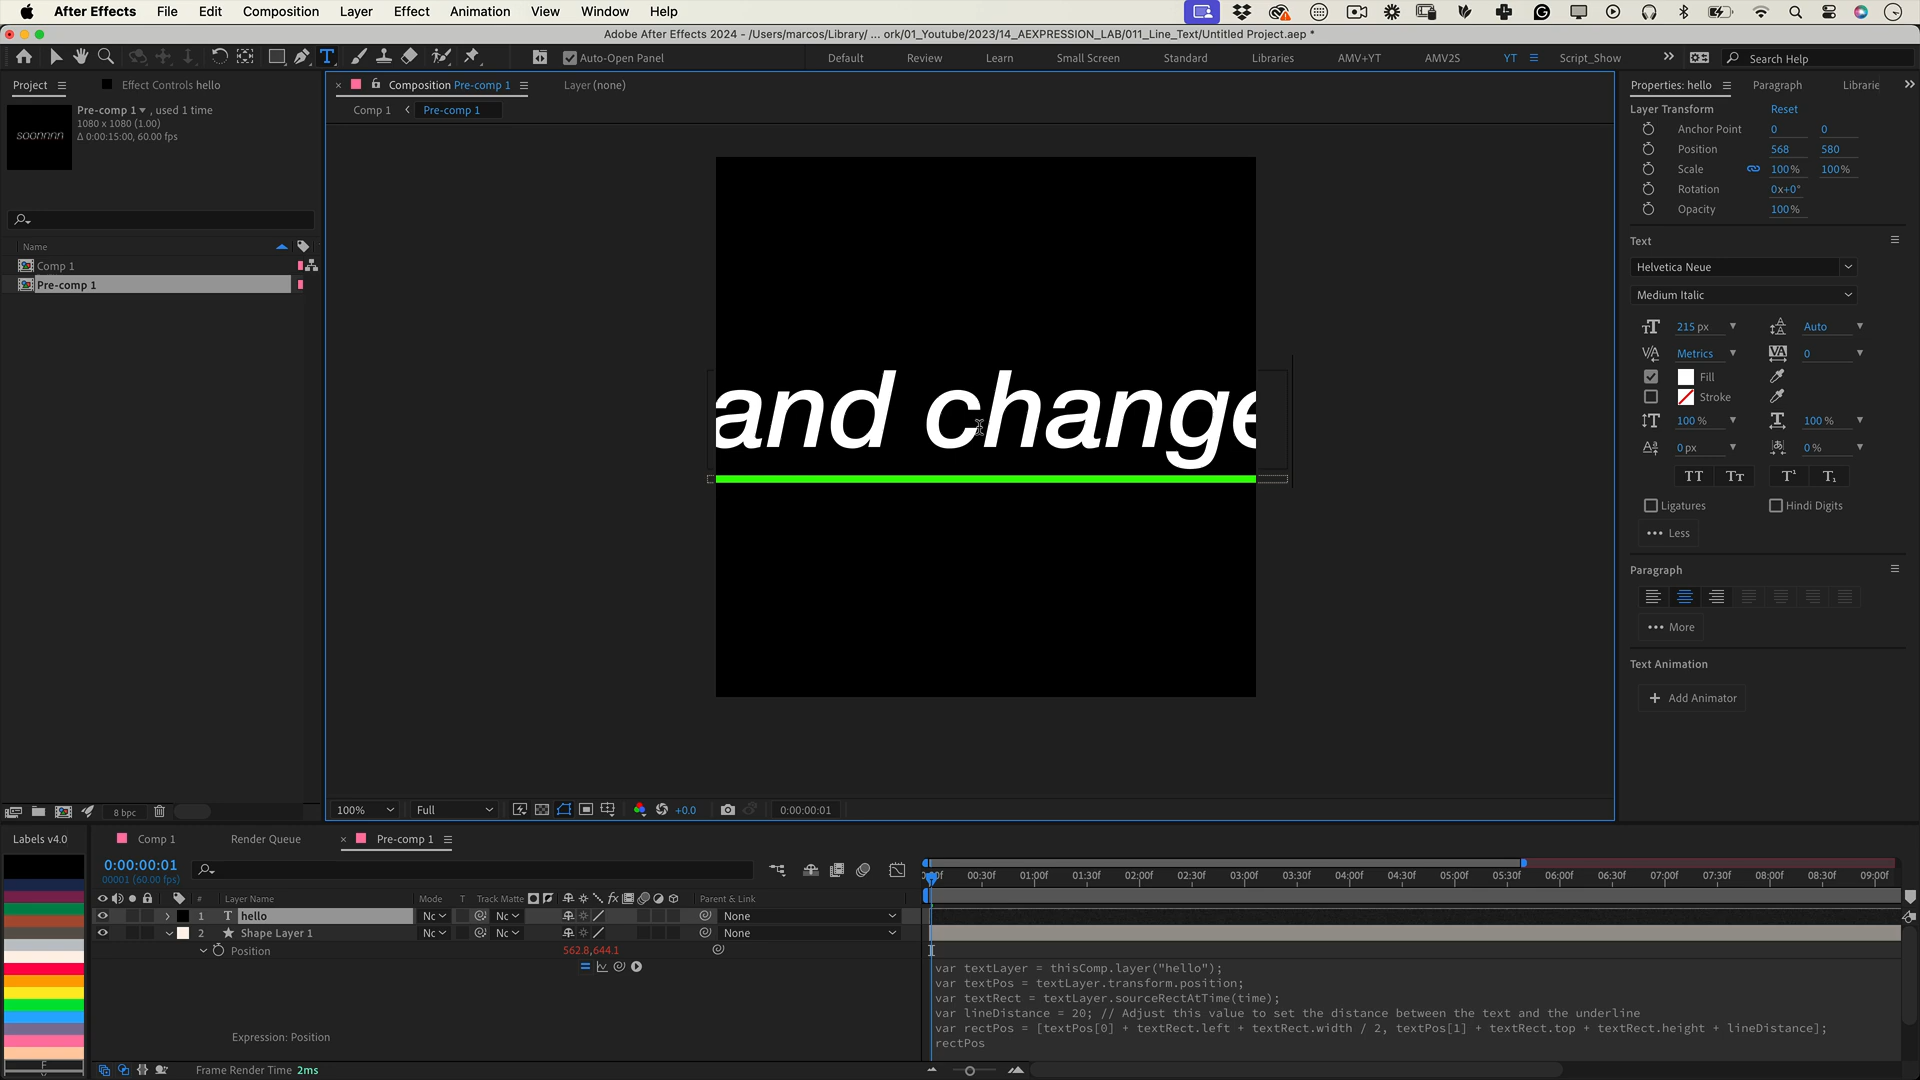 After Effects File Edit Composition Layer Effect Animation View Window Help
Adobe After Effects 2024 - /Users/marcos/Library/ ... ork/01_Youtube/2023/14_AEXPRESSION_LAB/011_Line_Text/Untitled Project.aep *
Auto-Open Panel Default Review Learn Small Screen Standard Libraries AMV+YT AMV2S YT Script_Show Search Help
Project Effect Controls hello Composition Pre-comp 1 Layer (none) Properties: hello Paragraph Librarie
Pre-comp 1 , used 1 time
1080 x 1080 (1.00)
Δ 0:00:15:00, 60.00 fps
soonnnn
Comp 1 Pre-comp 1
Layer Transform Reset
Anchor Point 0 0
Position 568 580
Scale 100% 100%
Rotation 0x+0°
Opacity 100%
Name
Comp 1
Pre-comp 1
Text
Helvetica Neue
Medium Italic
215 px Auto
Metrics 0
Fill
Stroke
100% 100%
0 px 0%
TT Tт T¹ T₁
Ligatures Hindi Digits
Less
Paragraph
More
Text Animation
Add Animator
and change
8 bpc
100% Full +0.0 0:00:00:01
Labels v4.0 Comp 1 Render Queue Pre-comp 1
0:00:00:01
00001 (60.00 fps)
00:30f 01:00f 01:30f 02:00f 02:30f 03:00f 03:30f 04:00f 04:30f 05:00f 05:30f 06:00f 06:30f 07:00f 07:30f 08:00f 08:30f 09:00f
# Layer Name Mode T Track Matte fx Parent & Link
1 T hello Nc Nc None
2 Shape Layer 1 Nc Nc None
Position 562.8,644.1
Expression: Position
var textLayer = thisComp.layer("hello");
var textPos = textLayer.transform.position;
var textRect = textLayer.sourceRectAtTime(time);
var lineDistance = 20; // Adjust this value to set the distance between the text and the underline
var rectPos = [textPos[0] + textRect.left + textRect.width / 2, textPos[1] + textRect.top + textRect.height + lineDistance];
rectPos
Frame Render Time 2ms